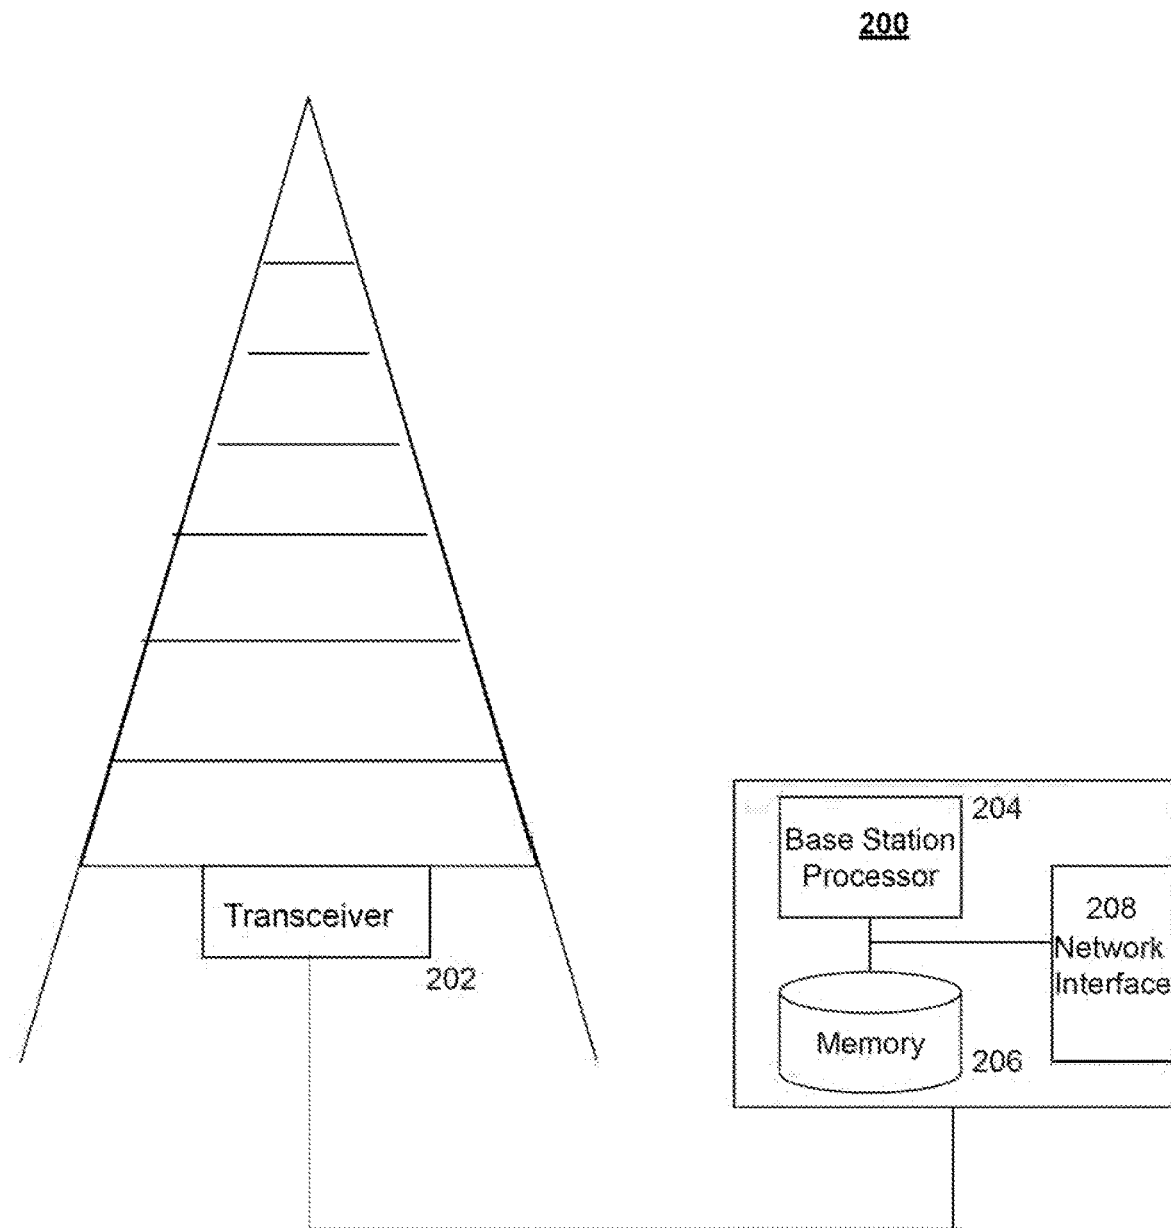 200
204
Base Station
Processor
208
Network
Interface
Transceiver
202
Memory
206